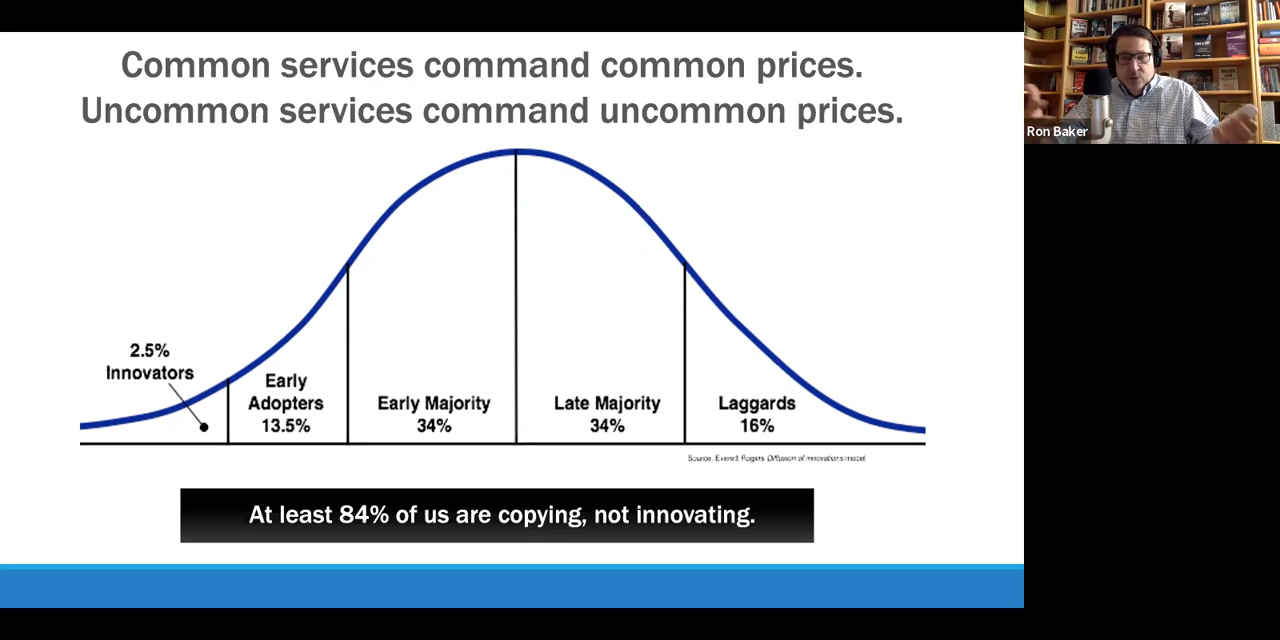 Common services command common prices.
Uncommon services command uncommon prices.
2.5%
Innovators
Early
Adopters
13.5%
Early Majority
34%
Late Majority
34%
Laggards
16%
Source: Everett Rogers Diffusion of innovations model
At least 84% of us are copying, not innovating.
Ron Baker